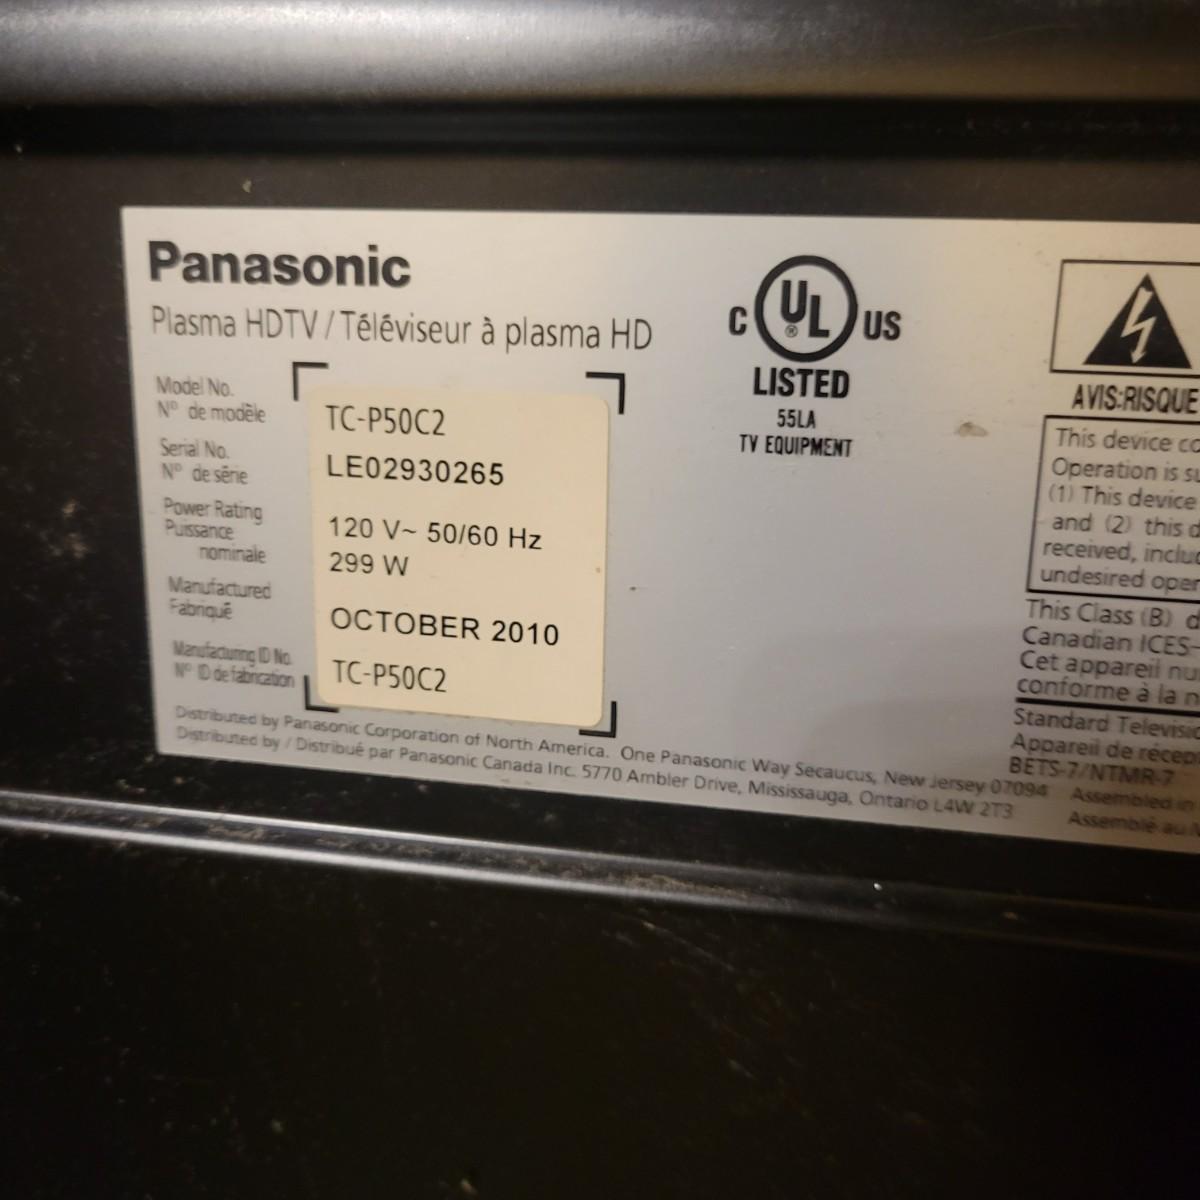 Panasonic
Plasma HDTV / Téléviseur à plasma HD
Model No.
N° de modèle
TC-P50C2
Serial No.
N° de série
LE02930265
Power Rating
Puissance
nominale
120 V~ 50/60 Hz
299 W
Manufactured
Fabriqué
OCTOBER 2010
Manufacturing ID No.
N° ID de fabrication
TC-P50C2
Distributed by Panasonic Corporation of North America. One Panasonic Way Secaucus, New Jersey 07094
Distributed by / Distribué par Panasonic Canada Inc. 5770 Ambler Drive, Mississauga, Ontario L4W 2T3
C UL ® US
LISTED
55LA
TV EQUIPMENT
AVIS:RISQUE
This device co
Operation is su
(1) This device
and (2) this d
received, includ
undesired oper
This Class (B) d
Canadian ICES-
Cet appareil nu
conforme à la n
Standard Televisio
Appareil de récep
BETS-7/NTMR-7
Assembled in
Assemblé au